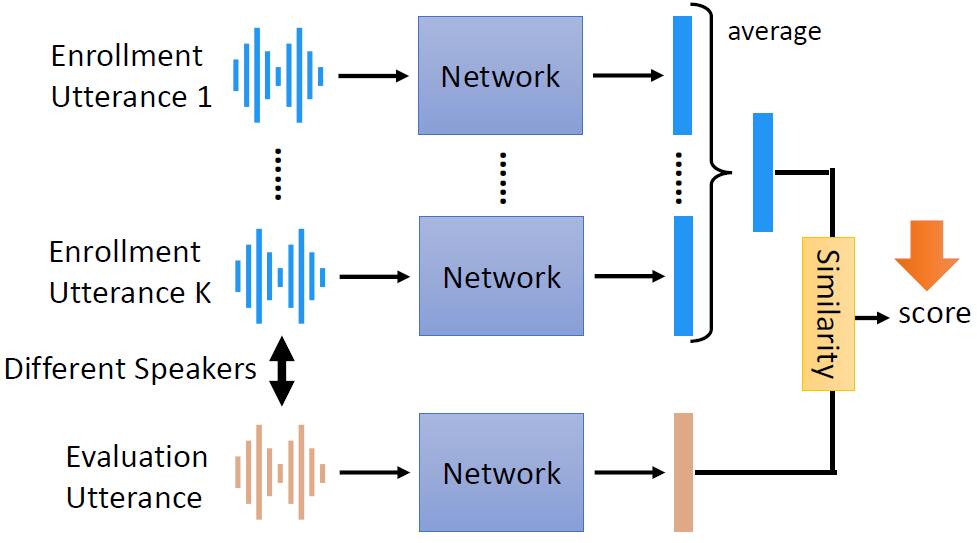 Enrollment
Utterance 1
Network
average
Enrollment
Utterance K
Network
Similarity
score
Different Speakers
Evaluation
Utterance
Network